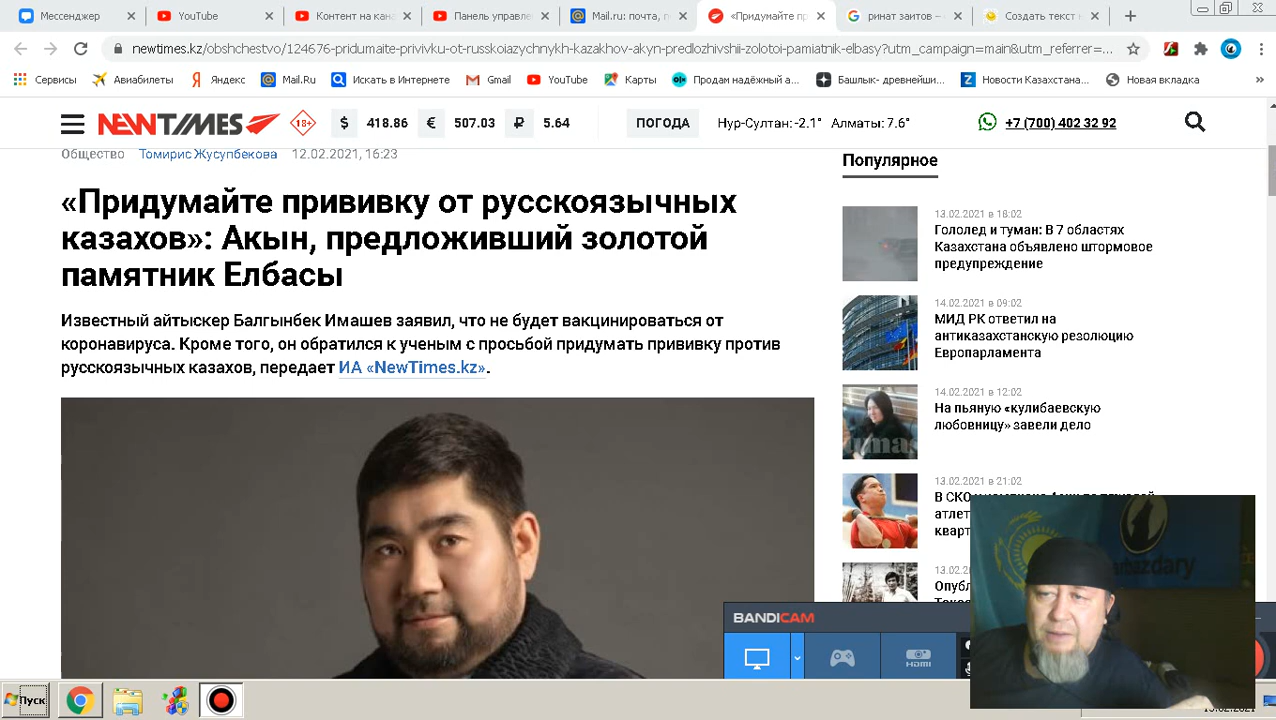 Мессенджер
YouTube
Контент на кана
Панель управле
Mail.ru: почта, п
«Придумайте пр
ринат заитов –
Создать текст н
newtimes.kz/obshchestvo/124676-pridumaite-privivku-ot-russkoiazychnykh-kazakhov-akyn-predlozhivshii-zolotoi-pamiatnik-elbasy?utm_campaign=main&utm_referrer=...
Сервисы
Авиабилеты
Яндекс
Mail.Ru
Искать в Интернете
Gmail
YouTube
Карты
Продам надёжный а...
Башлык- древнейши...
Новости Казахстана...
Новая вкладка
»
NEWTIMES
18+
$ 418.86 € 507.03 ₽ 5.64
ПОГОДА
Нур-Султан: -2.1° Алматы: 7.6°
+7 (700) 402 32 92
Общество Томирис Жусупбекова 12.02.2021, 16:23
«Придумайте прививку от русскоязычных
казахов»: Акын, предложивший золотой
памятник Елбасы
Известный айтыскер Балгынбек Имашев заявил, что не будет вакцинироваться от
коронавируса. Кроме того, он обратился к ученым с просьбой придумать прививку против
русскоязычных казахов, передает ИА «NewTimes.kz».
Популярное
13.02.2021 в 18:02
Гололед и туман: В 7 областях
Казахстана объявлено штормовое
предупреждение
14.02.2021 в 09:02
МИД РК ответил на
антиказахстанскую резолюцию
Европарламента
14.02.2021 в 12:02
На пьяную «кулибаевскую
любовницу» завели дело
13.02.2021 в 21:02
В СКО
атлет
кварт
13.02.20
Опубл
BANDICAM
HDMI
Пуск